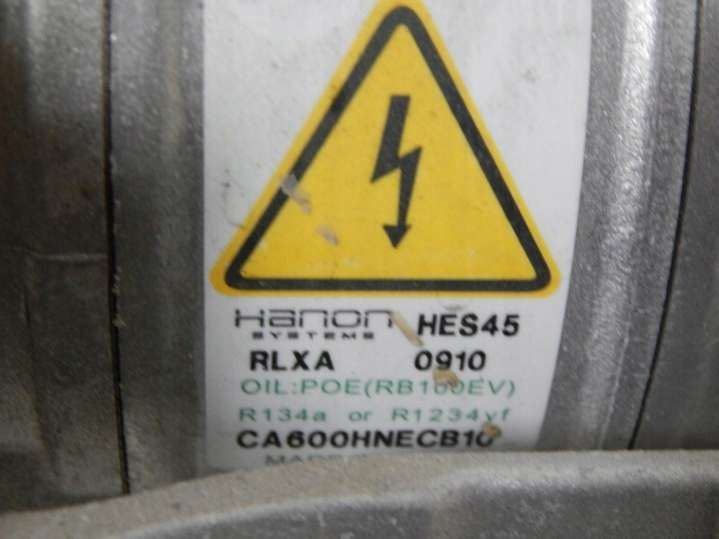 Hanon HES45
SYSTEMS
RLXA 0910
OIL:POE(RB100EV)
R134a or R1234yf
CA600HNECB10